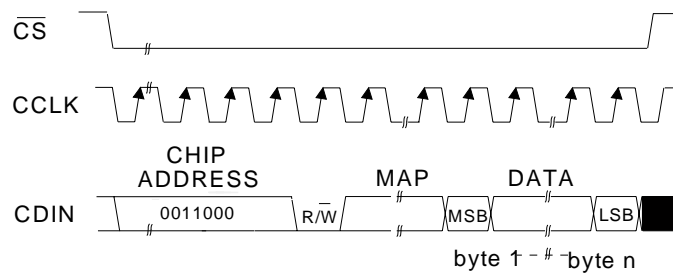 CS
CCLK
CHIP
ADDRESS
MAP
DATA
CDIN
0011000
R/W
MSB
LSB
byte 1
byte n